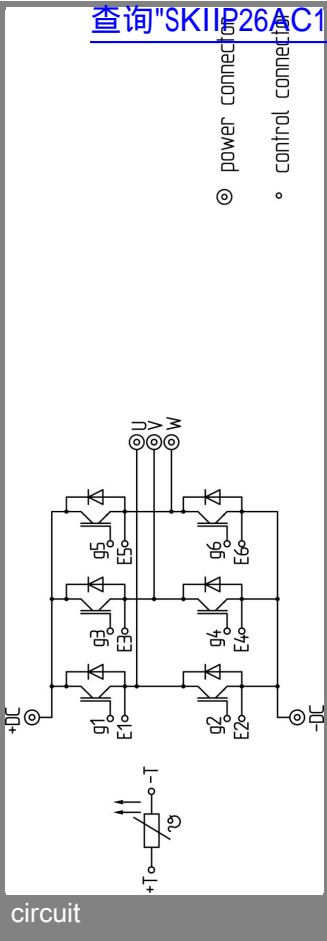 查询"SKIIP26AC1
power connector
control connector
U
V
W
g5
E5
g6
E6
g3
E3
g4
E4
+DC
g1
E1
g2
E2
-DC
-T
+T
circuit